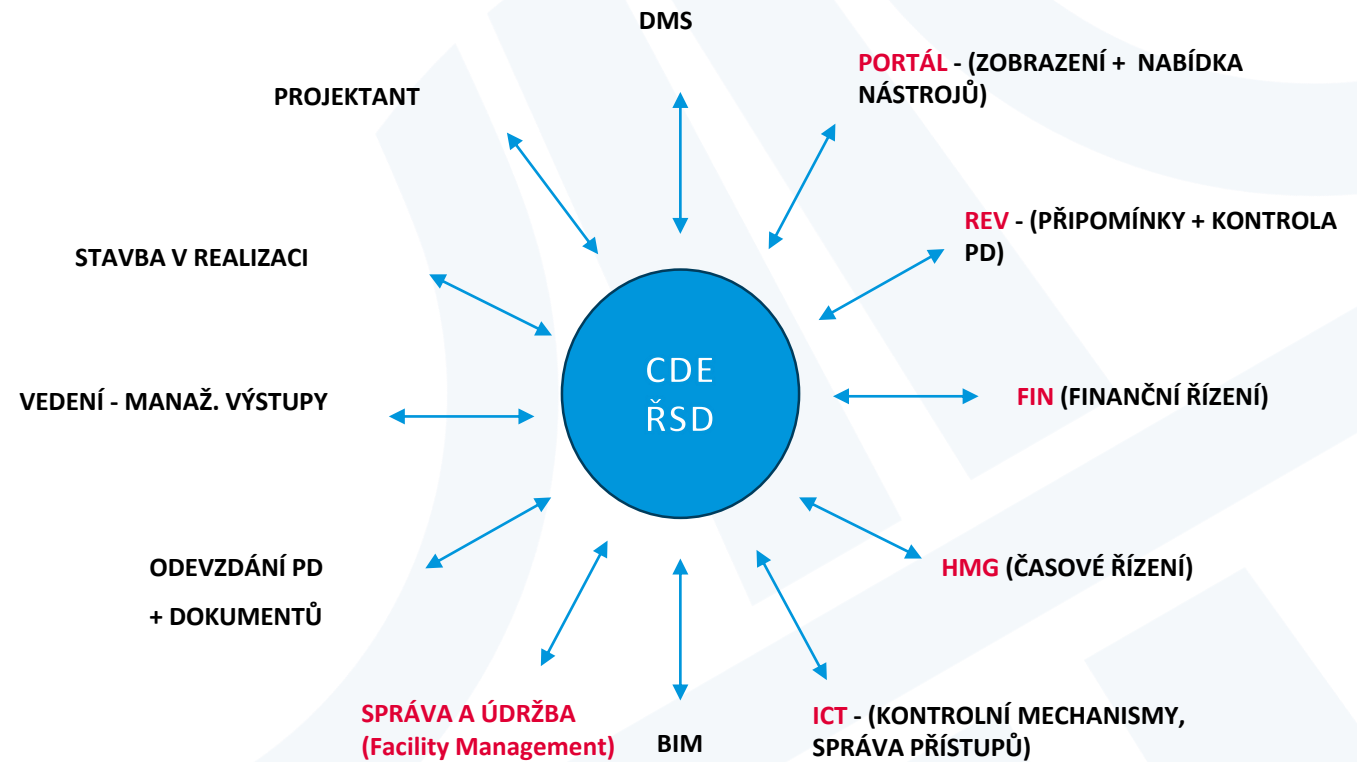 DMS
PORTÁL - (ZOBRAZENÍ + NABÍDKA
NÁSTROJŮ)
PROJEKTANT
REV - (PŘIPOMÍNKY + KONTROLA
PD)
STAVBA V REALIZACI
CDE
ŘSD
VEDENÍ - MANAŽ. VÝSTUPY
FIN (FINANČNÍ ŘÍZENÍ)
ODEVZDÁNÍ PD
+ DOKUMENTŮ
HMG (ČASOVÉ ŘÍZENÍ)
SPRÁVA A ÚDRŽBA
(Facility Management)
BIM
ICT - (KONTROLNÍ MECHANISMY,
SPRÁVA PŘÍSTUPŮ)